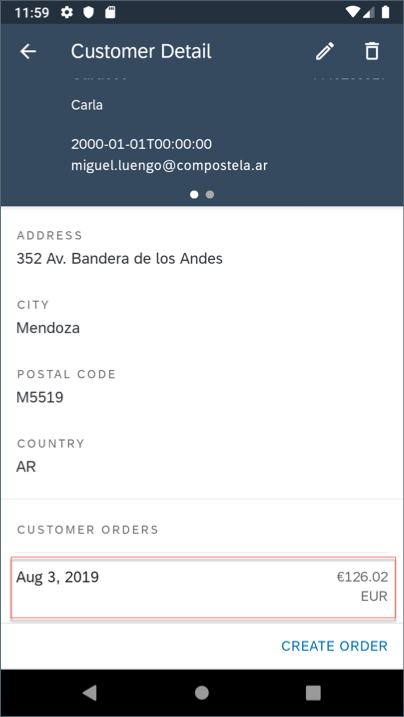 11:59
Customer Detail
Carla
2000-01-01T00:00:00
miguel.luengo@compostela.ar
ADDRESS
352 Av. Bandera de los Andes
CITY
Mendoza
POSTAL CODE
M5519
COUNTRY
AR
CUSTOMER ORDERS
Aug 3, 2019 €126.02
EUR
CREATE ORDER